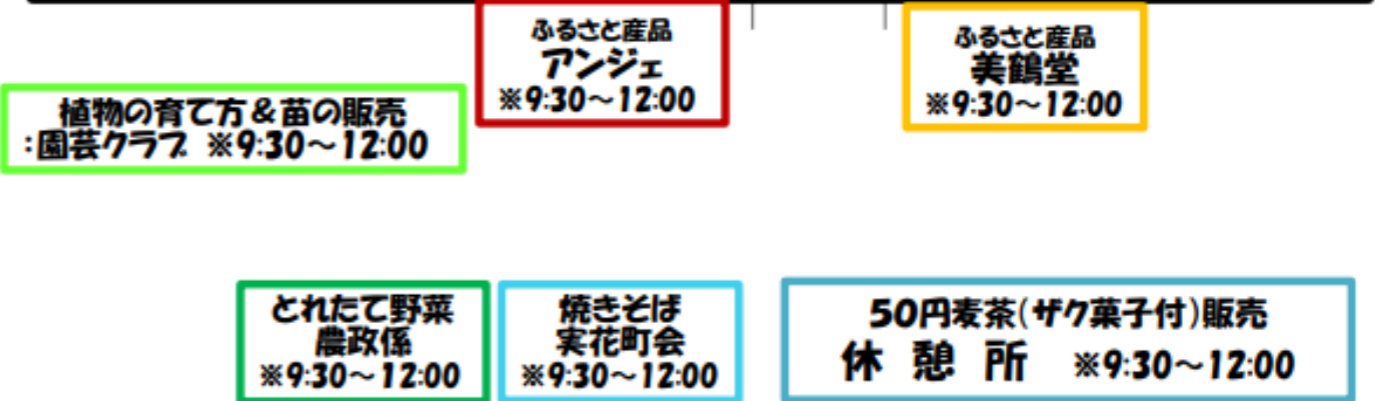 ふるさと産品
アンジェ
※9:30～12:00
ふるさと産品
美鶴堂
※9:30～12:00
植物の育て方＆苗の販売
:園芸クラブ ※9:30～12:00
とれたて野菜
農政係
※9:30～12:00
焼きそば
実花町会
※9:30～12:00
50円麦茶(ザク菓子付)販売
休 憩 所 ※9:30～12:00